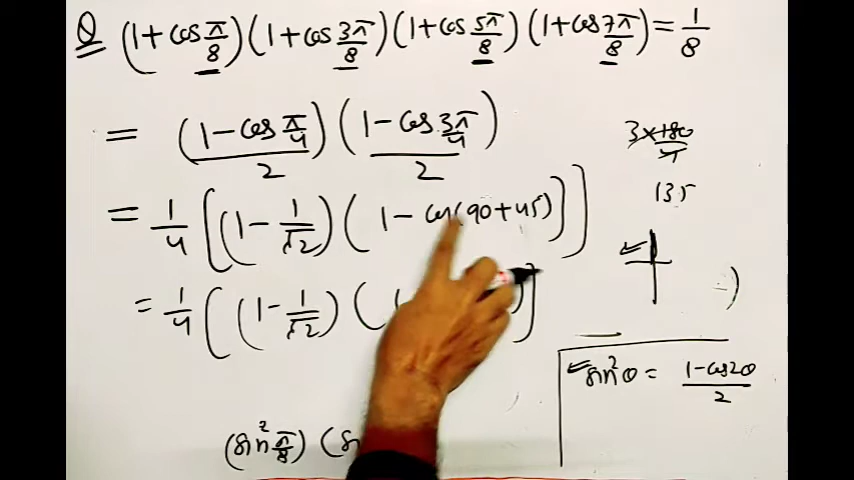 Q (1+cos π/8)(1+cos 3π/8)(1+cos 5π/8)(1+cos 7π/8) = 1/8
= (1-cos π/4)/2 (1-cos 3π/4)/2
3×180/4
135
= 1/4 [(1 - 1/√2)(1 - cos(90+45))]
= 1/4 [(1 - 1/√2)(
sin²θ = (1-cos2θ)/2
(sin² π/8)